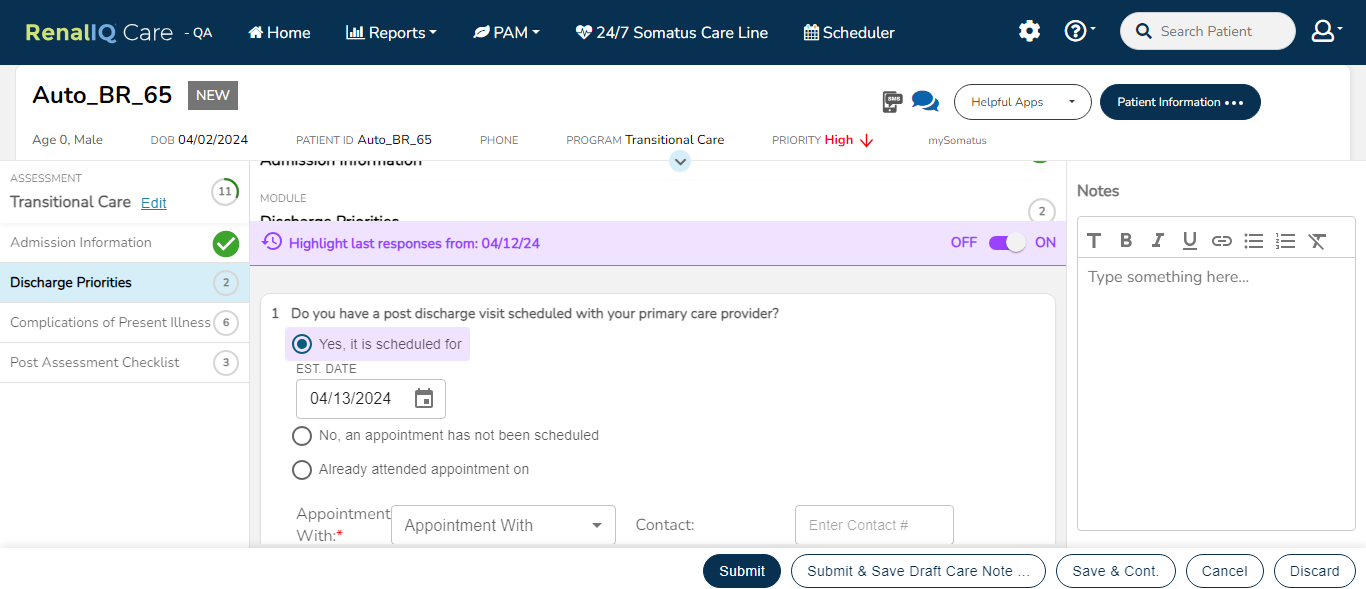 RenalIQ Care - QA
Home
Reports
PAM
24/7 Somatus Care Line
Scheduler
Search Patient
Auto_BR_65
NEW
SMS
Helpful Apps
Patient Information
Age 0, Male
DOB 04/02/2024
PATIENT ID Auto_BR_65
PHONE
PROGRAM Transitional Care
PRIORITY High
mySomatus
ASSESSMENT
Transitional Care Edit
11
Admission Information
Discharge Priorities 2
Complications of Present Illness 6
Post Assessment Checklist 3
Admission Information
MODULE
Discharge Priorities
2
Highlight last responses from: 04/12/24
OFF ON
1 Do you have a post discharge visit scheduled with your primary care provider?
Yes, it is scheduled for
EST. DATE
04/13/2024
No, an appointment has not been scheduled
Already attended appointment on
Appointment
With:*
Appointment With
Contact:
Enter Contact #
Notes
Type something here...
Submit
Submit & Save Draft Care Note ...
Save & Cont.
Cancel
Discard